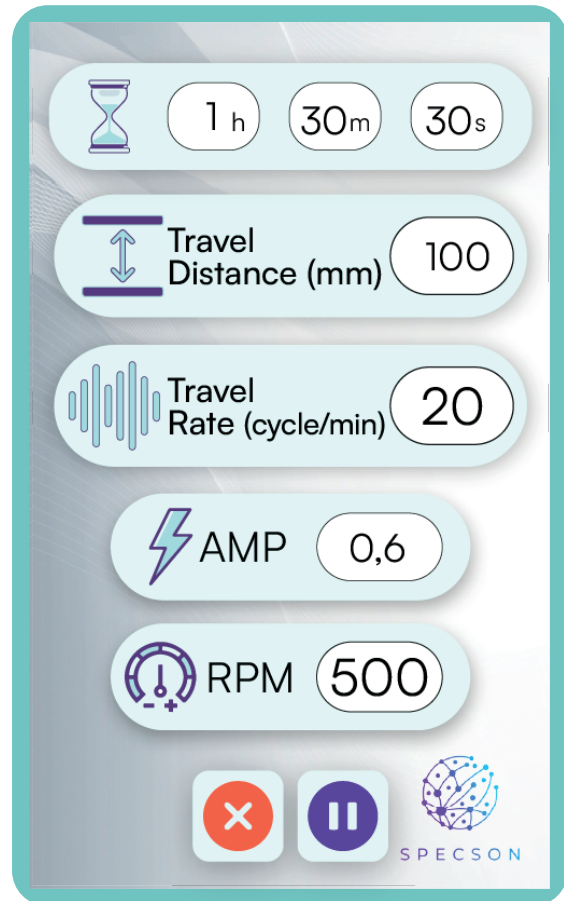 1 h 30m 30s
Travel
Distance (mm) 100
Travel
Rate (cycle/min) 20
AMP 0,6
RPM 500
SPECSON